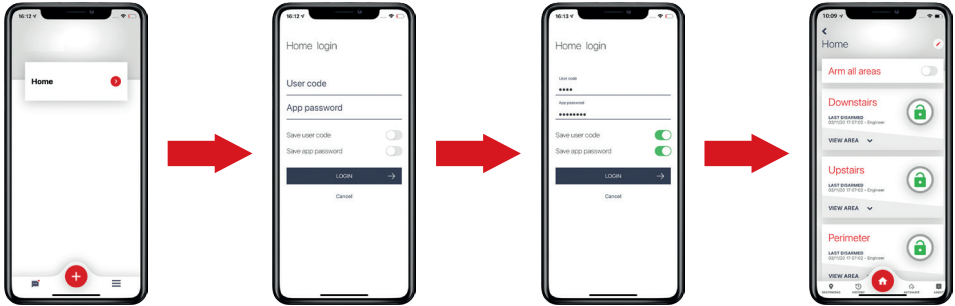 16:12
Home
16:12
Home login
User code
App password
Save user code
Save app password
LOGIN
Cancel
16:13
Home login
User code
••••
App password
••••••••
Save user code
Save app password
LOGIN
Cancel
10:09
Home
Arm all areas
Downstairs
LAST DISARMED
VIEW AREA
Upstairs
LAST DISARMED
VIEW AREA
Perimeter
LAST DISARMED
VIEW AREA